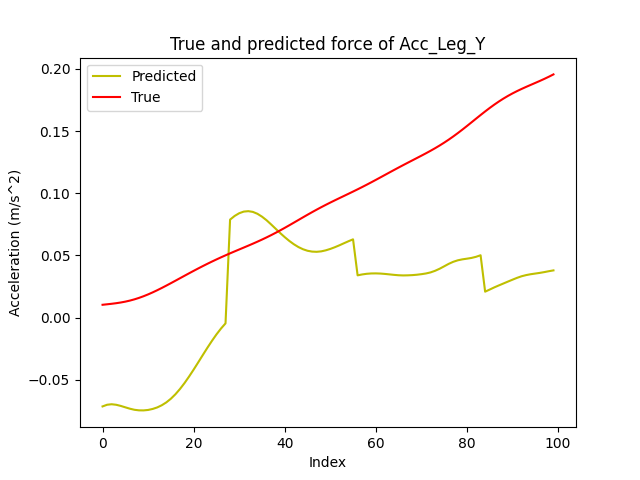 True and predicted force of Acc_Leg_Y
Predicted
True
Acceleration (m/s^2)
0.20
0.15
0.10
0.05
0.00
−0.05
0 20 40 60 80 100
Index